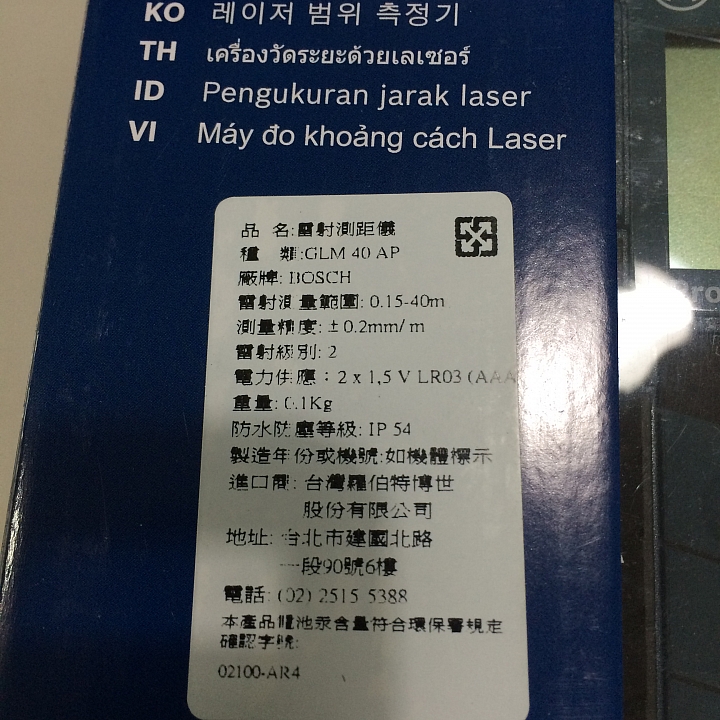 KO 레이저 범위 측정기
TH เครื่องวัดระยะด้วยเลเซอร์
ID Pengukuran jarak laser
VI Máy đo khoảng cách Laser
品 名:雷射測距儀
種 類:GLM 40 AP
廠牌: BOSCH
雷射測量範圍: 0.15-40m
測量精度: ± 0.2mm/ m
雷射級別: 2
電力供應：2 x 1,5 V LR03 (AAA
重量: 0.1Kg
防水防塵等級: IP 54
製造年份或機號:如機體標示
進口商: 台灣羅伯特博世
股份有限公司
地址: 台北市建國北路
一段90號6樓
電話: (02) 2515 5388
本產品電池汞含量符合環保署規定
確認字號:
02100-AR4